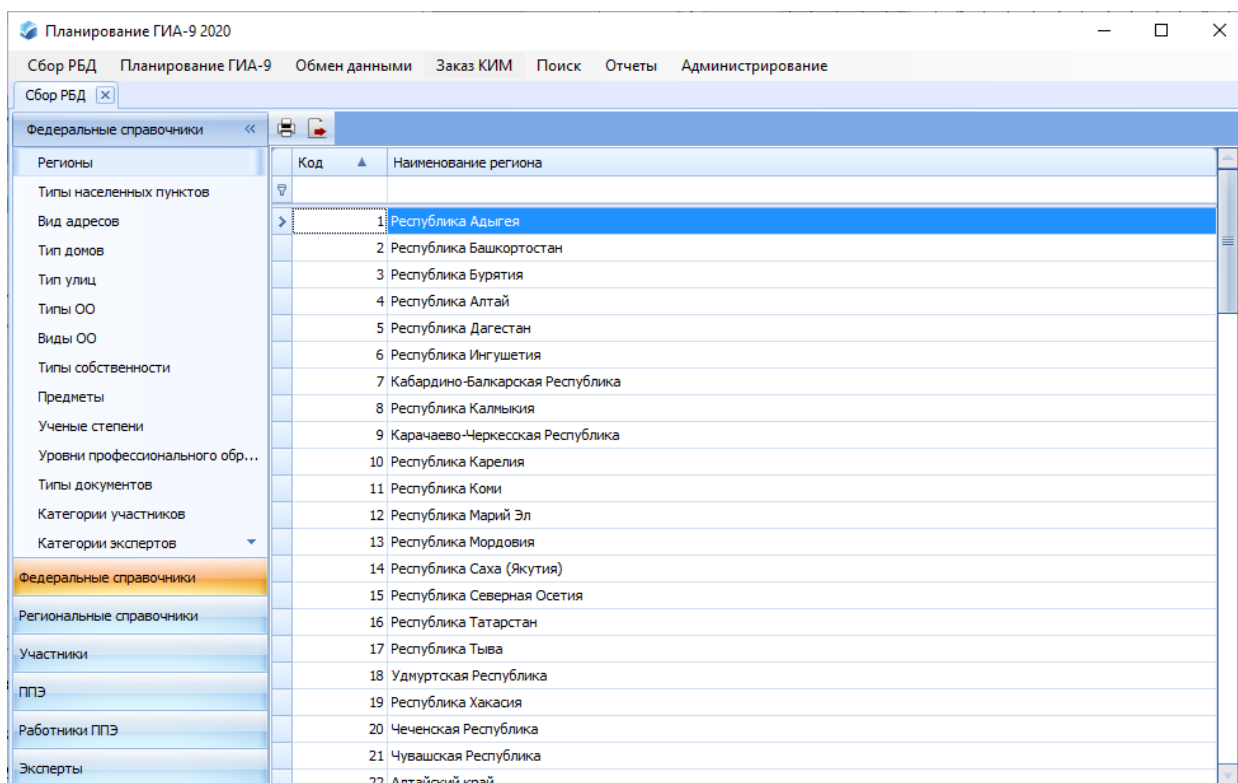 Планирование ГИА-9 2020
Сбор РБД Планирование ГИА-9 Обмен данными Заказ КИМ Поиск Отчеты Администрирование
Сбор РБД
Федеральные справочники
Регионы
Типы населенных пунктов
Вид адресов
Тип домов
Тип улиц
Типы ОО
Виды ОО
Типы собственности
Предметы
Ученые степени
Уровни профессионального обр...
Типы документов
Категории участников
Категории экспертов
Федеральные справочники
Региональные справочники
Участники
ППЭ
Работники ППЭ
Эксперты
Код Наименование региона
1 Республика Адыгея
2 Республика Башкортостан
3 Республика Бурятия
4 Республика Алтай
5 Республика Дагестан
6 Республика Ингушетия
7 Кабардино-Балкарская Республика
8 Республика Калмыкия
9 Карачаево-Черкесская Республика
10 Республика Карелия
11 Республика Коми
12 Республика Марий Эл
13 Республика Мордовия
14 Республика Саха (Якутия)
15 Республика Северная Осетия
16 Республика Татарстан
17 Республика Тыва
18 Удмуртская Республика
19 Республика Хакасия
20 Чеченская Республика
21 Чувашская Республика
22 Алтайский край